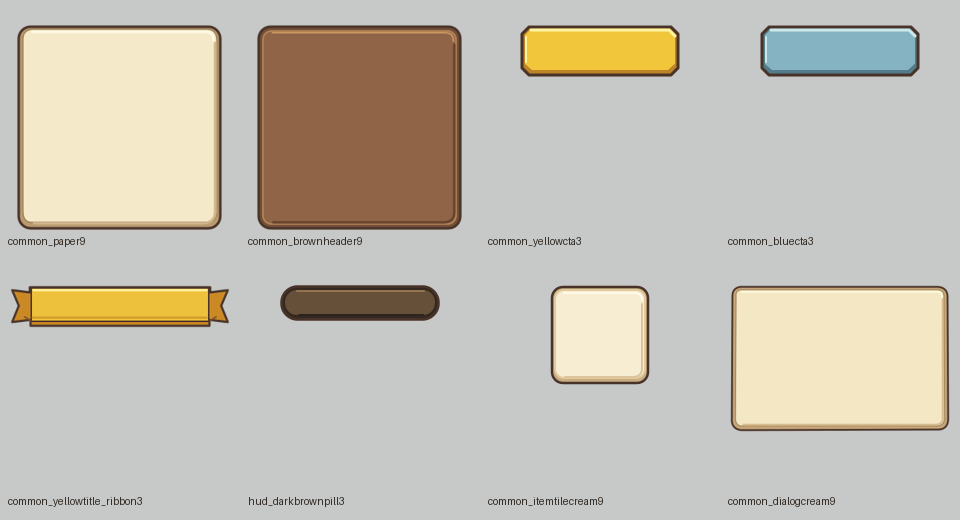 common_paper9
common_brownheader9
common_yellowcta3
common_bluecta3
common_yellowtitle_ribbon3
hud_darkbrownpill3
common_itemtilecream9
common_dialogcream9